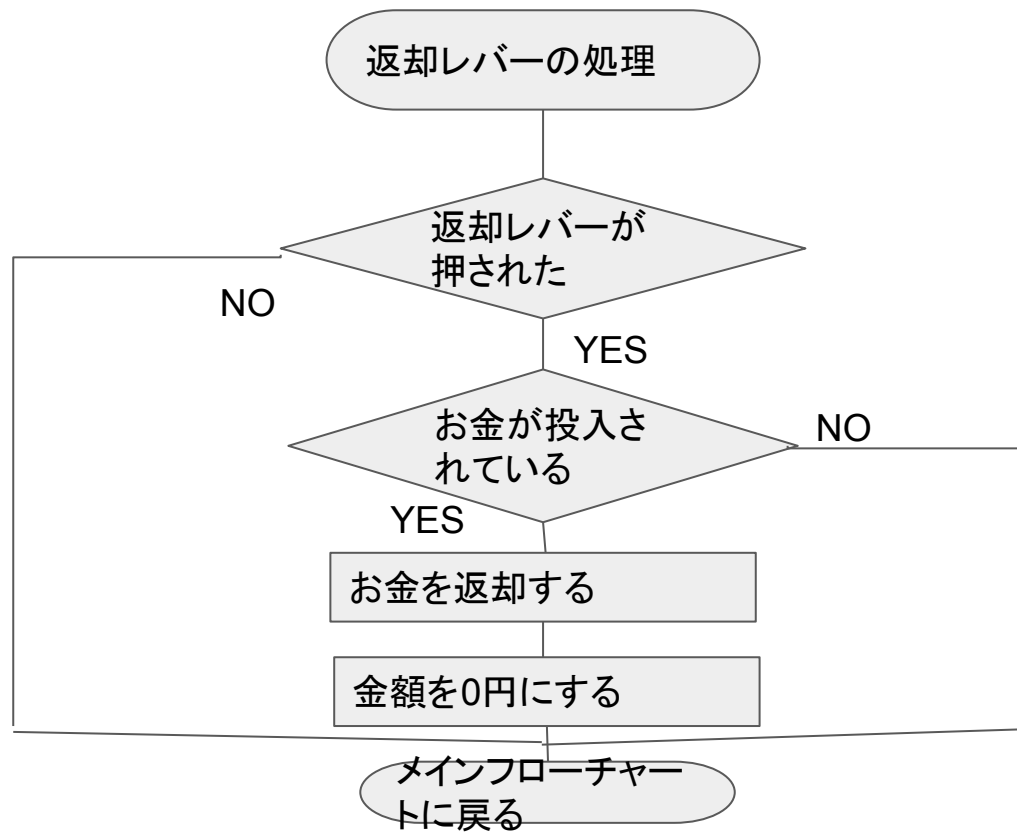 返却レバーの処理
返却レバーが
押された
NO
YES
お金が投入さ
れている
NO
YES
お金を返却する
金額を0円にする
メインフローチャー
トに戻る